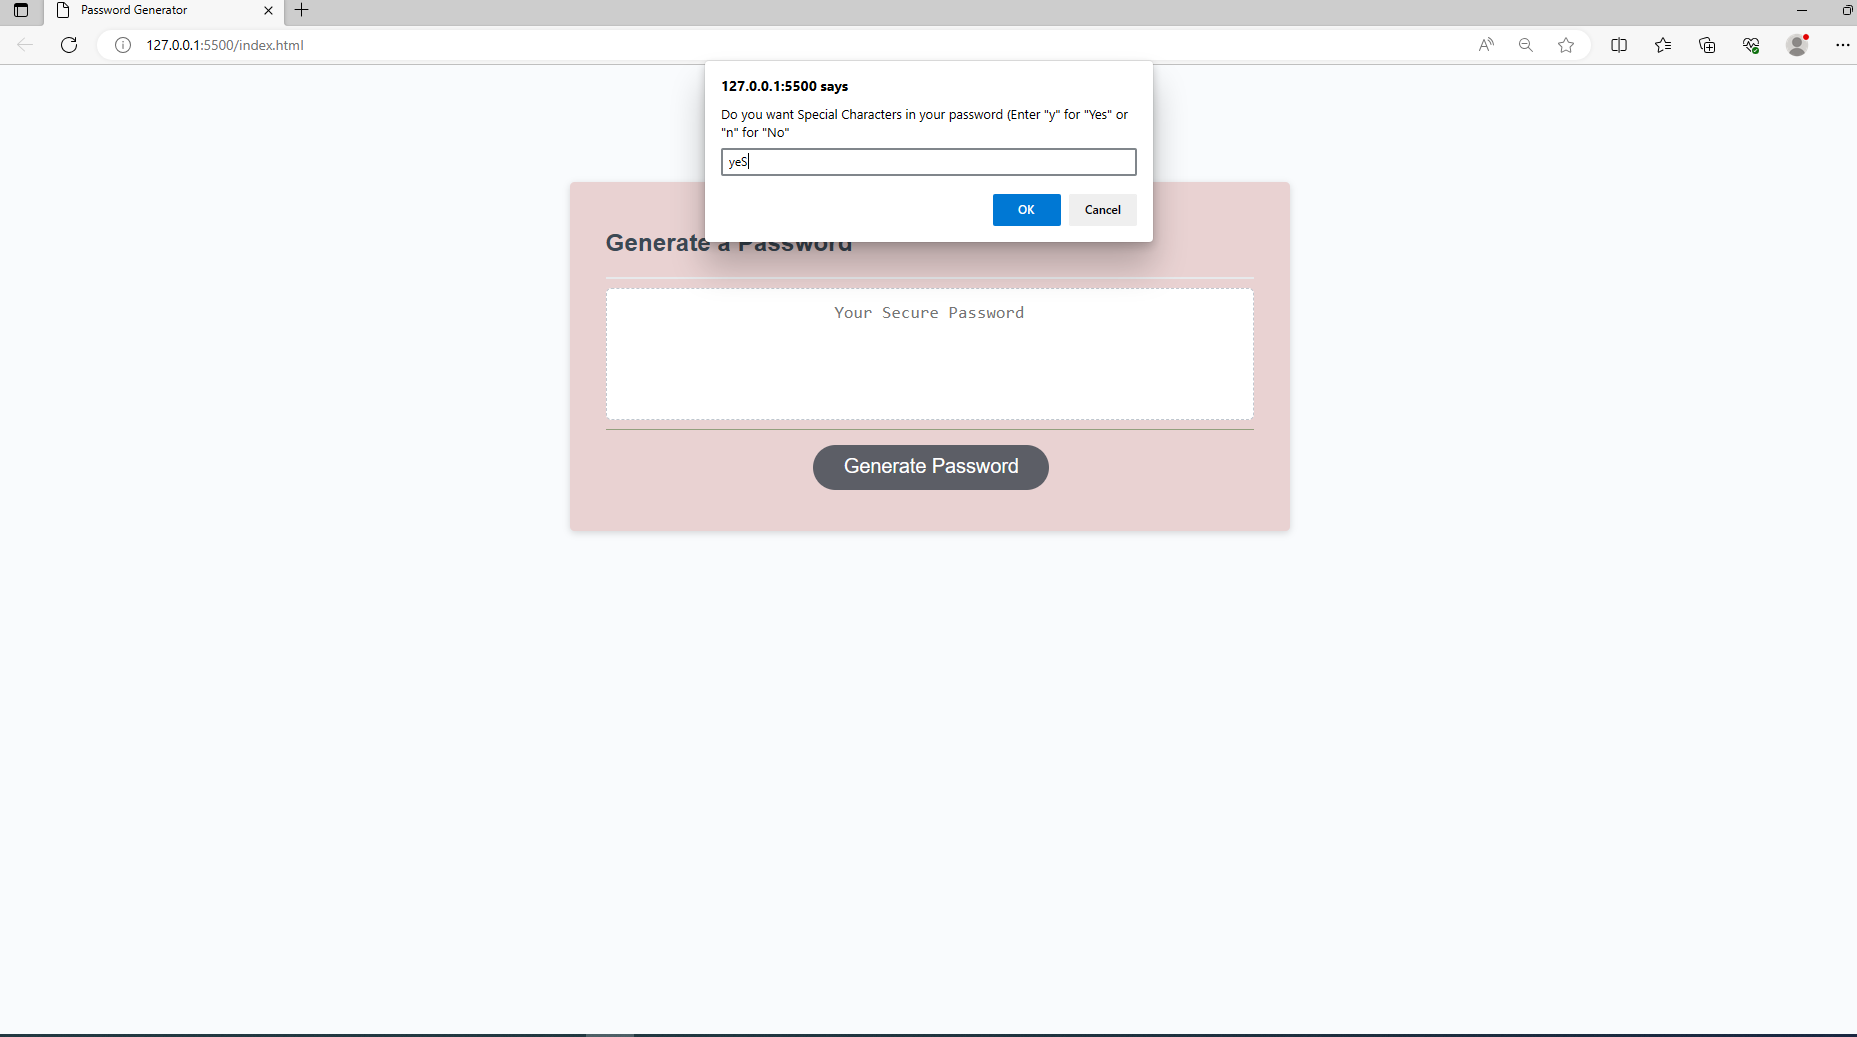 Password Generator
127.0.0.1:5500/index.html
127.0.0.1:5500 says
Do you want Special Characters in your password (Enter "y" for "Yes" or
"n" for "No"
yeS
OK
Cancel
Generate a Password
Your Secure Password
Generate Password